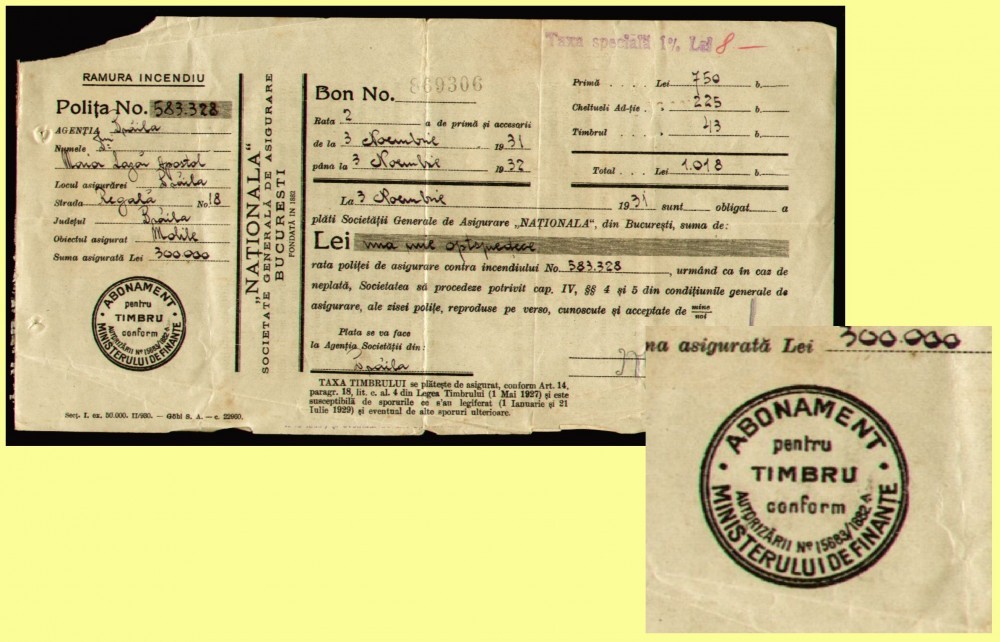 RAMURA INCENDIU
Polița No. 583.328
AGENȚIA Brăila
Numele
Maria Lazăr Apostol
Locul asigurărei Brăila
Strada Regală No. 18
Județul Brăila
Obiectul asigurat Mobile
Suma asigurată Lei 300.000
ABONAMENT
pentru
TIMBRU
conform
AUTORIZĂRII No 15683/1882 A.
MINISTERULUI DE FINANTE
Secț. I. ex. 50.000. II/930. — Göbl S. A. — c. 22960.
„NAȚIONALA"
SOCIETATE GENERALĂ DE ASIGURARE
BUCUREȘTI
FONDATĂ IN 1882
Taxa specială 1% Lei 8 —
Bon No. 869306
Rata 2 a de primă și accesorii
de la 3 Noembrie 1931
pâna la 3 Noembrie 1932
Primă Lei 750 b.
Cheltueli Ad-ție 225 b.
Timbrul 43 b.
Total Lei 1.018 b.
La 3 Noembrie 1931 sunt obligat a
plăti Societății Generale de Asigurare „NAȚIONALA", din București, suma de:
Lei una mie optsprezece
rata poliței de asigurare contra incendiului No. 583.328, urmând ca in caz de
neplată, Societatea să procedeze potrivit cap. IV, §§ 4 și 5 din condițiunile generale de
asigurare, ale zisei polițe, reproduse pe verso, cunoscute și acceptate de mine/noi
Plata se va face
la Agenția Societății din:
Brăila
TAXA TIMBRULUI se plătește de asigurat, conform Art. 14,
paragr. 18, lit. c. al. 4 din Legea Timbrului (1 Mai 1927) și este
susceptibilă de sporurile ce s'au legiferat (1 Ianuarie și 21
Iulie 1929) și eventual de alte sporuri ulterioare.
na asigurată Lei 300.000
ABONAMENT
pentru
TIMBRU
conform
AUTORIZĂRII No 15683/1882 A.
MINISTERULUI DE FINANTE